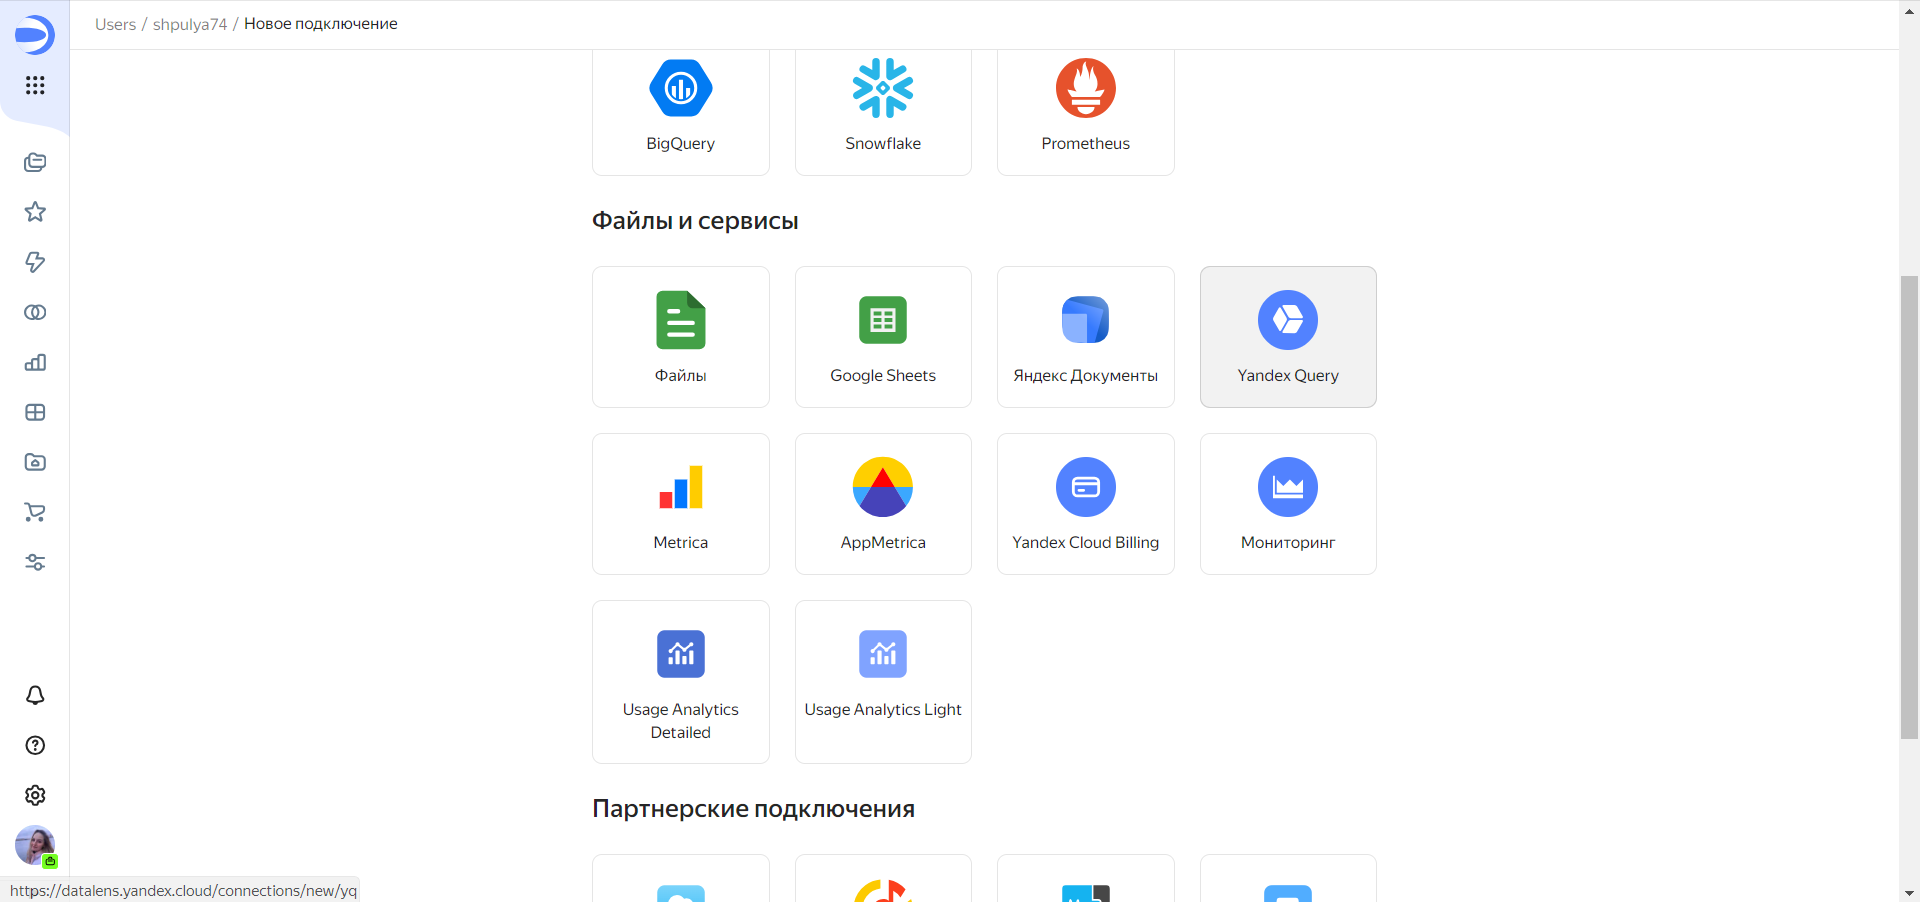 Users / shpulya74 / Новое подключение
BigQuery
Snowflake
Prometheus
Файлы и сервисы
Файлы
Google Sheets
Яндекс Документы
Yandex Query
Metrica
AppMetrica
Yandex Cloud Billing
Мониторинг
Usage Analytics
Detailed
Usage Analytics Light
Партнерские подключения
https://datalens.yandex.cloud/connections/new/yq